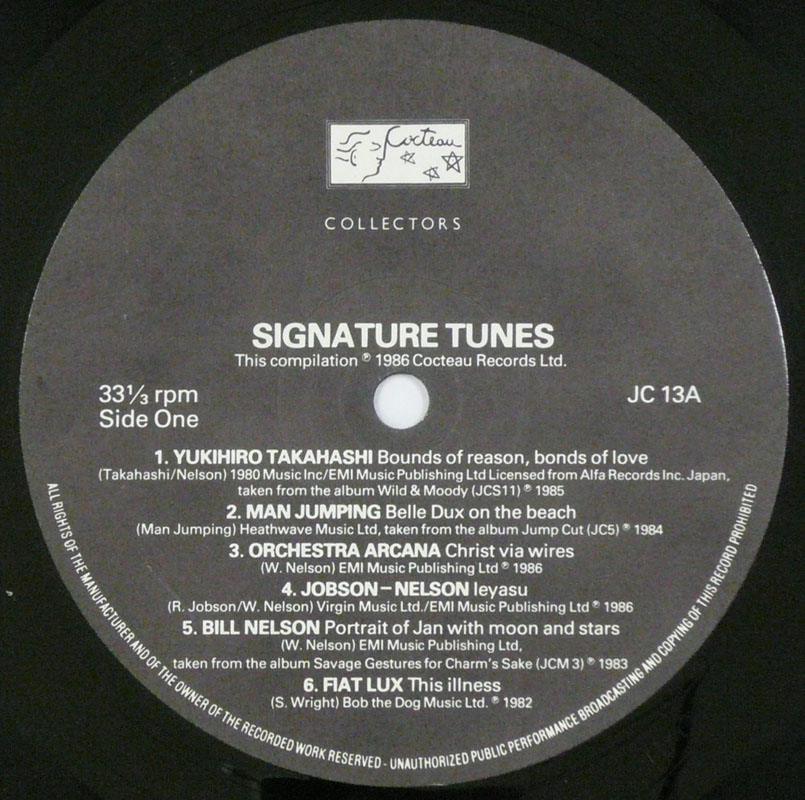 Cocteau
COLLECTORS
SIGNATURE TUNES
This compilation ℗ 1986 Cocteau Records Ltd.
33⅓ rpm
Side One
JC 13A
1. YUKIHIRO TAKAHASHI Bounds of reason, bonds of love
(Takahashi/Nelson) 1980 Music Inc/EMI Music Publishing Ltd Licensed from Alfa Records Inc. Japan,
taken from the album Wild & Moody (JCS11) ℗ 1985
2. MAN JUMPING Belle Dux on the beach
(Man Jumping) Heathwave Music Ltd, taken from the album Jump Cut (JC5) ℗ 1984
3. ORCHESTRA ARCANA Christ via wires
(W. Nelson) EMI Music Publishing Ltd ℗ 1986
4. JOBSON–NELSON Ieyasu
(R. Jobson/W. Nelson) Virgin Music Ltd./EMI Music Publishing Ltd ℗ 1986
5. BILL NELSON Portrait of Jan with moon and stars
(W. Nelson) EMI Music Publishing Ltd,
taken from the album Savage Gestures for Charm's Sake (JCM 3) ℗ 1983
6. FIAT LUX This illness
(S. Wright) Bob the Dog Music Ltd. ℗ 1982
ALL RIGHTS OF THE MANUFACTURER AND OF THE OWNER OF THE RECORDED WORK RESERVED - UNAUTHORIZED PUBLIC PERFORMANCE BROADCASTING AND COPYING OF THIS RECORD PROHIBITED